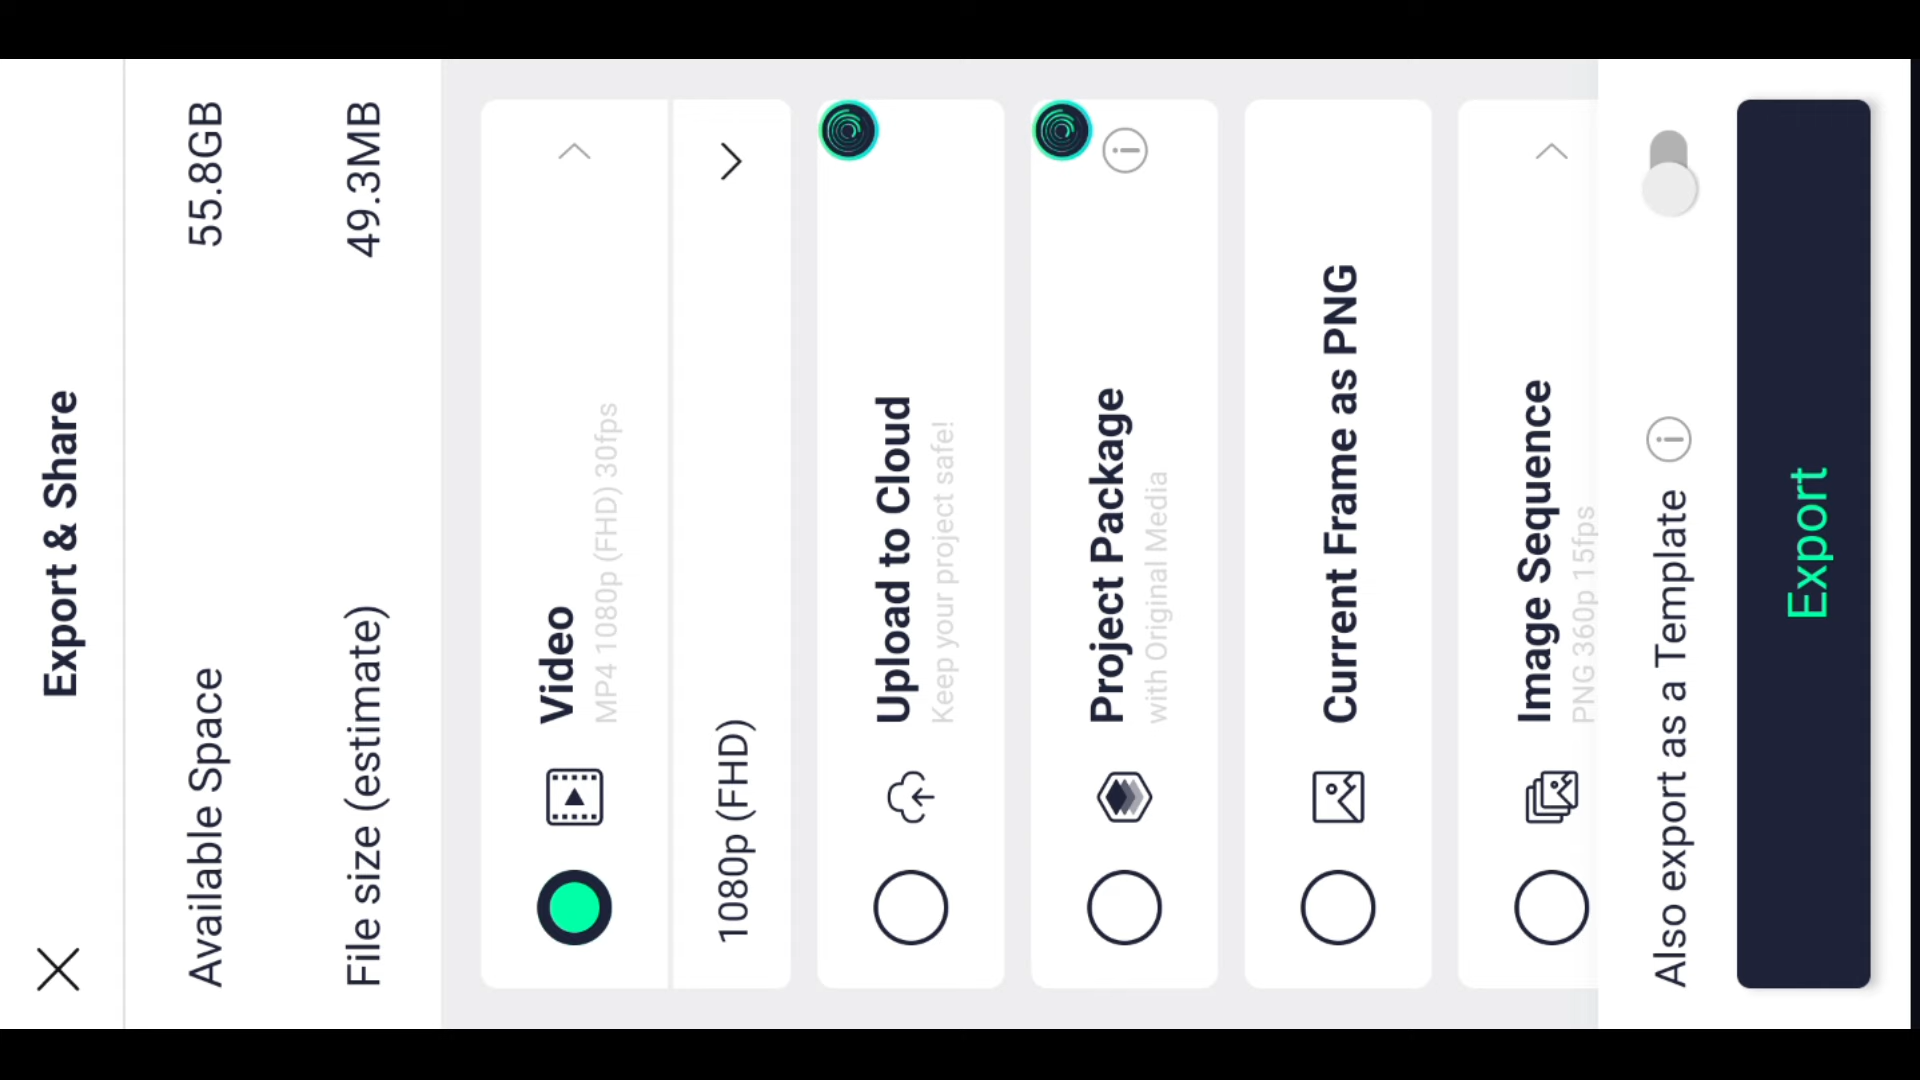 Export & Share
Available Space 55.8GB
File size (estimate) 49.3MB
Video
MP4 1080p (FHD) 30fps
1080p (FHD)
Upload to Cloud
Keep your project safe!
Project Package
with Original Media
Current Frame as PNG
Image Sequence
PNG 360p 15fps
Also export as a Template
Export